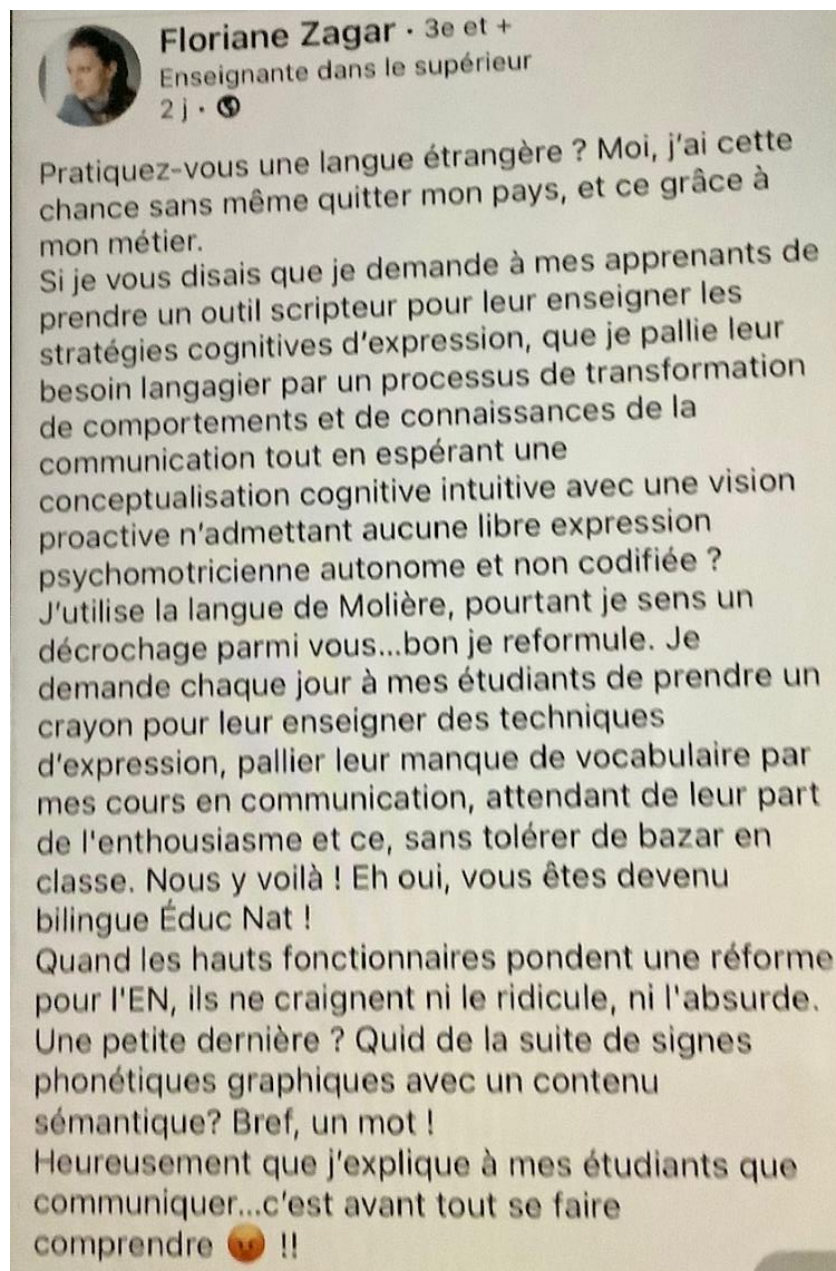 Floriane Zagar · 3e et +
Enseignante dans le supérieur
2 j ·
Pratiquez-vous une langue étrangère ? Moi, j'ai cette
chance sans même quitter mon pays, et ce grâce à
mon métier.
Si je vous disais que je demande à mes apprenants de
prendre un outil scripteur pour leur enseigner les
stratégies cognitives d'expression, que je pallie leur
besoin langagier par un processus de transformation
de comportements et de connaissances de la
communication tout en espérant une
conceptualisation cognitive intuitive avec une vision
proactive n'admettant aucune libre expression
psychomotricienne autonome et non codifiée ?
J'utilise la langue de Molière, pourtant je sens un
décrochage parmi vous...bon je reformule. Je
demande chaque jour à mes étudiants de prendre un
crayon pour leur enseigner des techniques
d'expression, pallier leur manque de vocabulaire par
mes cours en communication, attendant de leur part
de l'enthousiasme et ce, sans tolérer de bazar en
classe. Nous y voilà ! Eh oui, vous êtes devenu
bilingue Éduc Nat !
Quand les hauts fonctionnaires pondent une réforme
pour l'EN, ils ne craignent ni le ridicule, ni l'absurde.
Une petite dernière ? Quid de la suite de signes
phonétiques graphiques avec un contenu
sémantique? Bref, un mot !
Heureusement que j'explique à mes étudiants que
communiquer...c'est avant tout se faire
comprendre 😡 !!